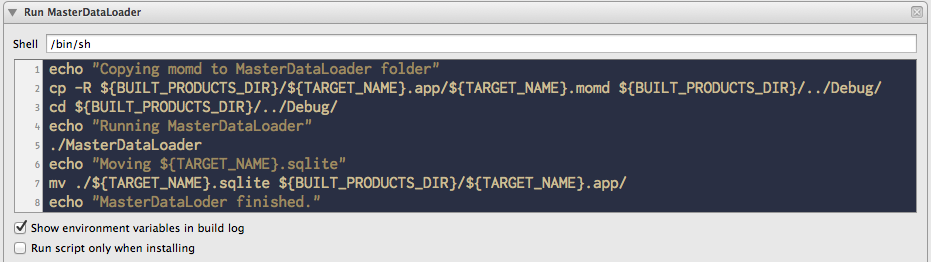 Run MasterDataLoader
Shell /bin/sh
1 echo "Copying momd to MasterDataLoader folder"
2 cp -R ${BUILT_PRODUCTS_DIR}/${TARGET_NAME}.app/${TARGET_NAME}.momd ${BUILT_PRODUCTS_DIR}/../Debug/
3 cd ${BUILT_PRODUCTS_DIR}/../Debug/
4 echo "Running MasterDataLoader"
5 ./MasterDataLoader
6 echo "Moving ${TARGET_NAME}.sqlite"
7 mv ./${TARGET_NAME}.sqlite ${BUILT_PRODUCTS_DIR}/${TARGET_NAME}.app/
8 echo "MasterDataLoder finished."
Show environment variables in build log
Run script only when installing